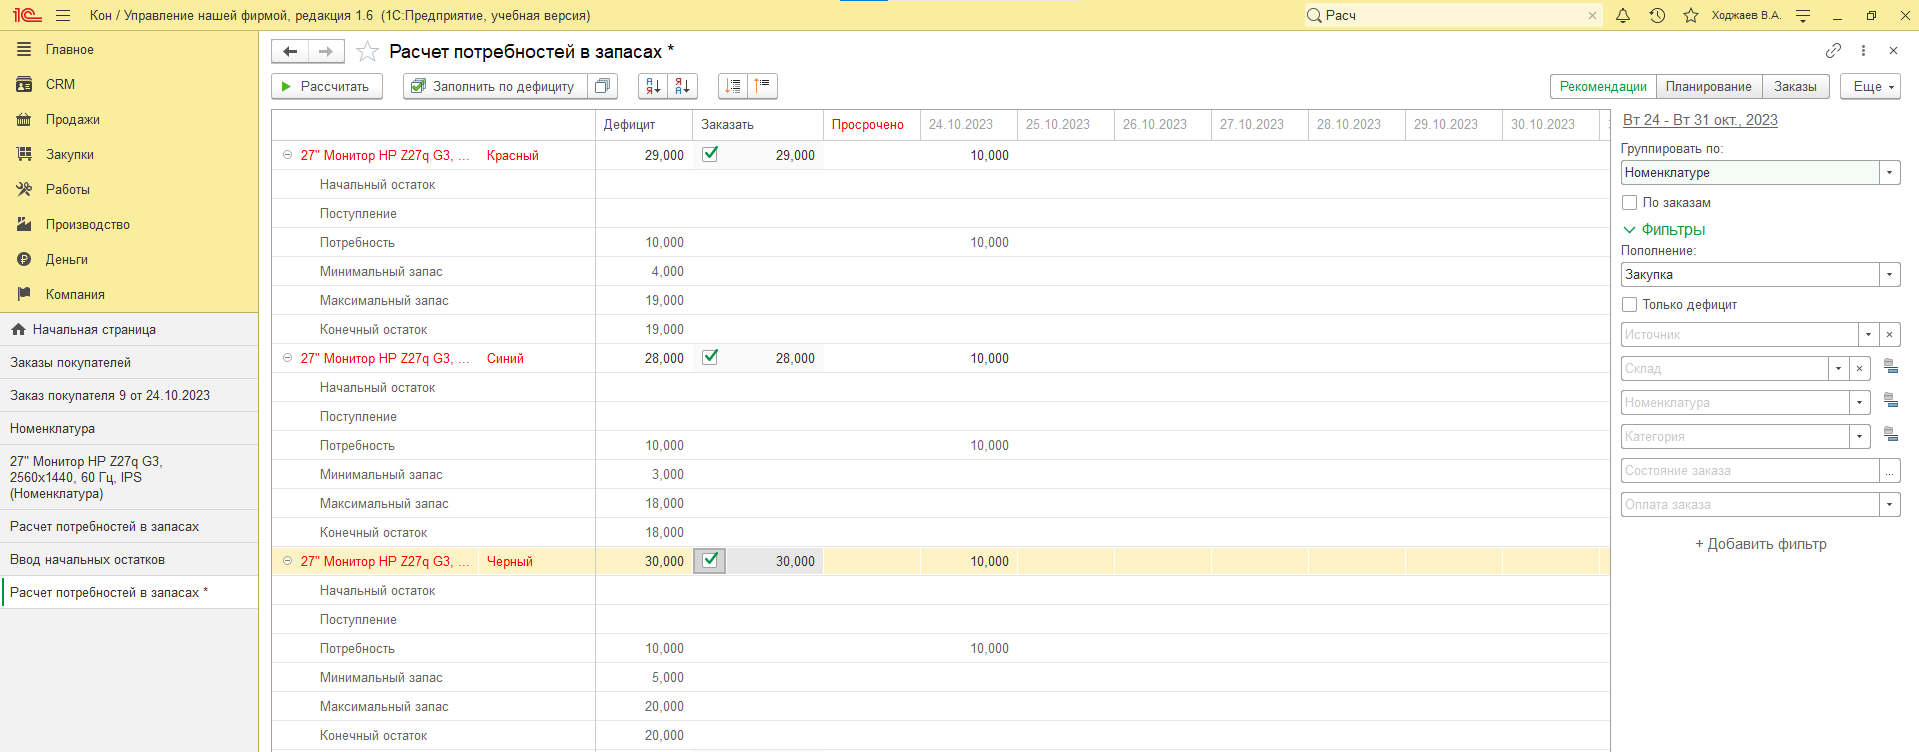 1С Кон / Управление нашей фирмой, редакция 1.6 (1С:Предприятие, учебная версия) Расч Ходжаев В.А.
Главное
CRM
Продажи
Закупки
Работы
Производство
Деньги
Компания
Начальная страница
Заказы покупателей
Заказ покупателя 9 от 24.10.2023
Номенклатура
27" Монитор HP Z27q G3,
2560x1440, 60 Гц, IPS
(Номенклатура)
Расчет потребностей в запасах
Ввод начальных остатков
Расчет потребностей в запасах *
Расчет потребностей в запасах *
Рассчитать Заполнить по дефициту Рекомендации Планирование Заказы Еще
Дефицит Заказать Просрочено 24.10.2023 25.10.2023 26.10.2023 27.10.2023 28.10.2023 29.10.2023 30.10.2023
27" Монитор HP Z27q G3, ... Красный 29,000 29,000 10,000
Начальный остаток
Поступление
Потребность 10,000 10,000
Минимальный запас 4,000
Максимальный запас 19,000
Конечный остаток 19,000
27" Монитор HP Z27q G3, ... Синий 28,000 28,000 10,000
Начальный остаток
Поступление
Потребность 10,000 10,000
Минимальный запас 3,000
Максимальный запас 18,000
Конечный остаток 18,000
27" Монитор HP Z27q G3, ... Черный 30,000 30,000 10,000
Начальный остаток
Поступление
Потребность 10,000 10,000
Минимальный запас 5,000
Максимальный запас 20,000
Конечный остаток 20,000
Вт 24 - Вт 31 окт., 2023
Группировать по:
Номенклатуре
По заказам
Фильтры
Пополнение:
Закупка
Только дефицит
Источник
Склад
Номенклатура
Категория
Состояние заказа ...
Оплата заказа
+ Добавить фильтр